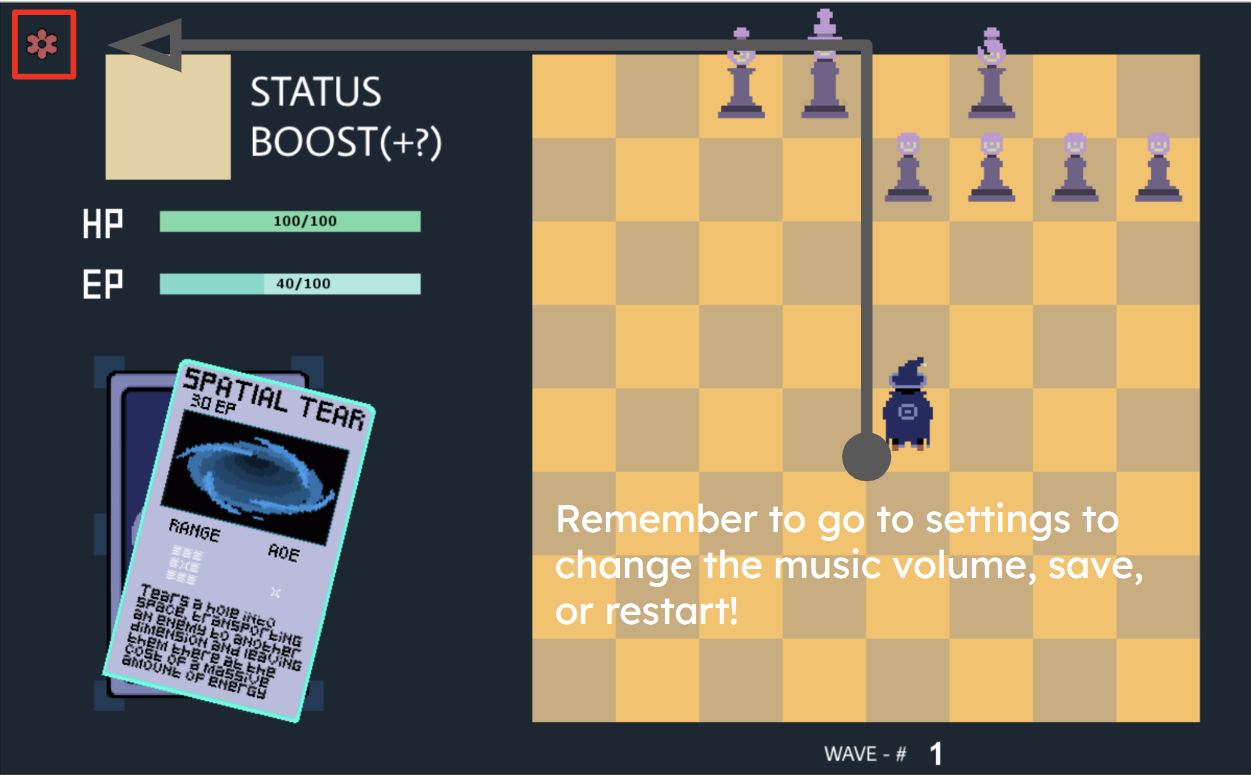 STATUS
BOOST(+?)
HP
100/100
EP
40/100
SPATIAL TEAR
30 EP
RANGE
AOE
Tears a hole into
space, transporting
an enemy to another
dimension and leaving
them there at the
cost of a massive
amount of energy
Remember to go to settings to
change the music volume, save,
or restart!
WAVE - # 1